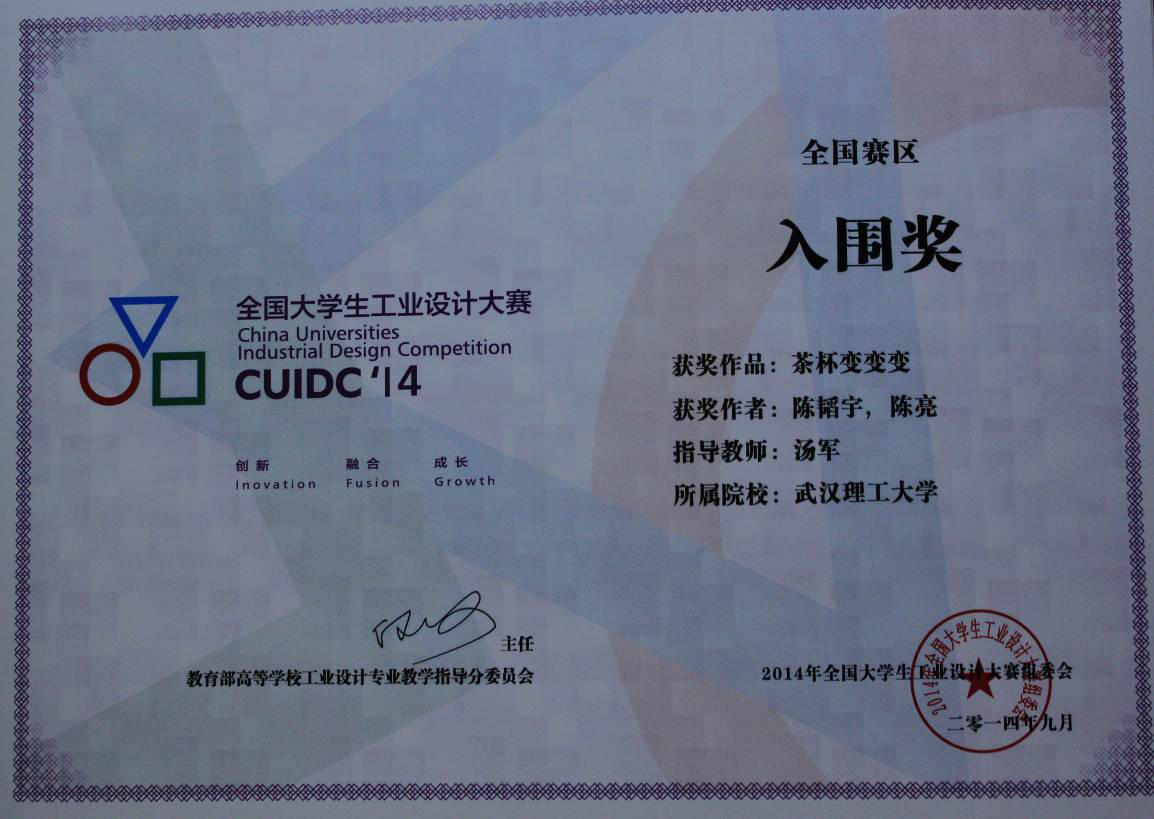 全国赛区
入围奖
全国大学生工业设计大赛
China Universities
Industrial Design Competition
CUIDC '14
创新 融合 成长
Inovation Fusion Growth
获奖作品：茶杯变变变
获奖作者：陈韬宇，陈亮
指导教师：汤军
所属院校：武汉理工大学
主任
教育部高等学校工业设计专业教学指导分委员会
2014年全国大学生工业设计大赛组委会
二零一四年九月
2014年全国大学生工业设计大赛组委会